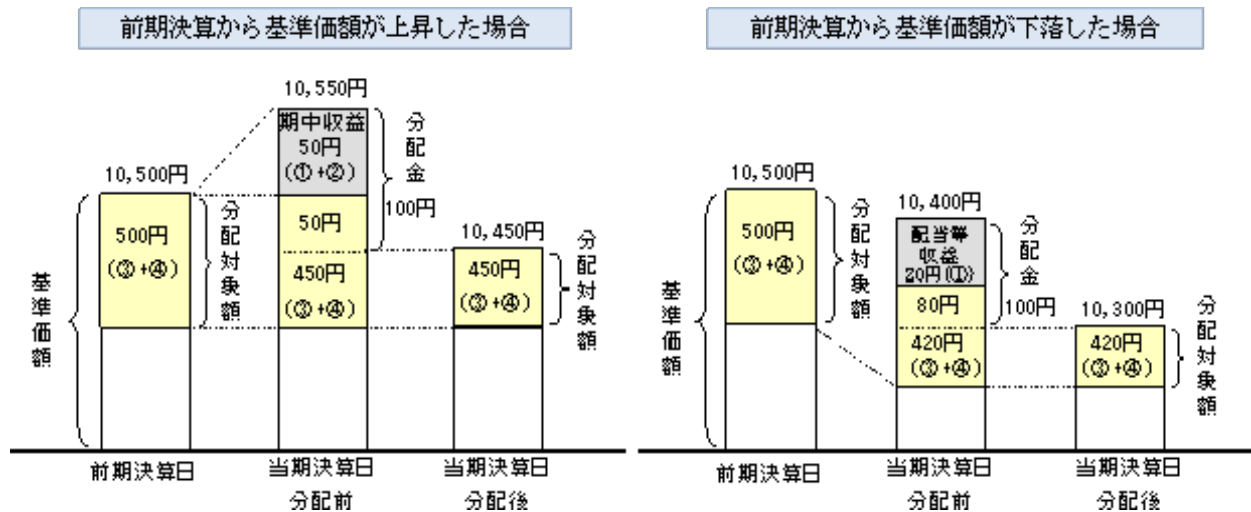 前期決算から基準価額が上昇した場合
10,550円
期中収益
50円
(①+②)
分配金
10,500円
100円
500円
(③+④)
分配対象額
50円
10,450円
450円
(③+④)
450円
(③+④)
分配対象額
基準価額
前期決算日
当期決算日
分配前
当期決算日
分配後
前期決算から基準価額が下落した場合
10,500円
500円
(③+④)
分配対象額
10,400円
配当等
収益
20円(①)
分配金
80円
100円
10,300円
420円
(③+④)
420円
(③+④)
分配対象額
基準価額
前期決算日
当期決算日
分配前
当期決算日
分配後